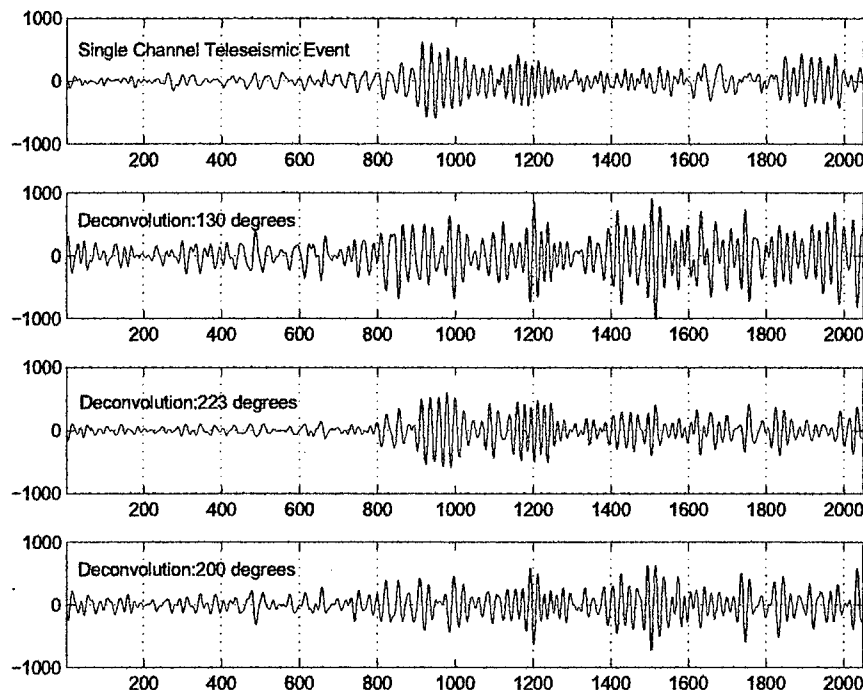 1000
Single Channel Teleseismic Event
0
−1000
200 400 600 800 1000 1200 1400 1600 1800 2000
1000
Deconvolution:130 degrees
0
−1000
200 400 600 800 1000 1200 1400 1600 1800 2000
1000
Deconvolution:223 degrees
0
−1000
200 400 600 800 1000 1200 1400 1600 1800 2000
1000
Deconvolution:200 degrees
0
−1000
200 400 600 800 1000 1200 1400 1600 1800 2000